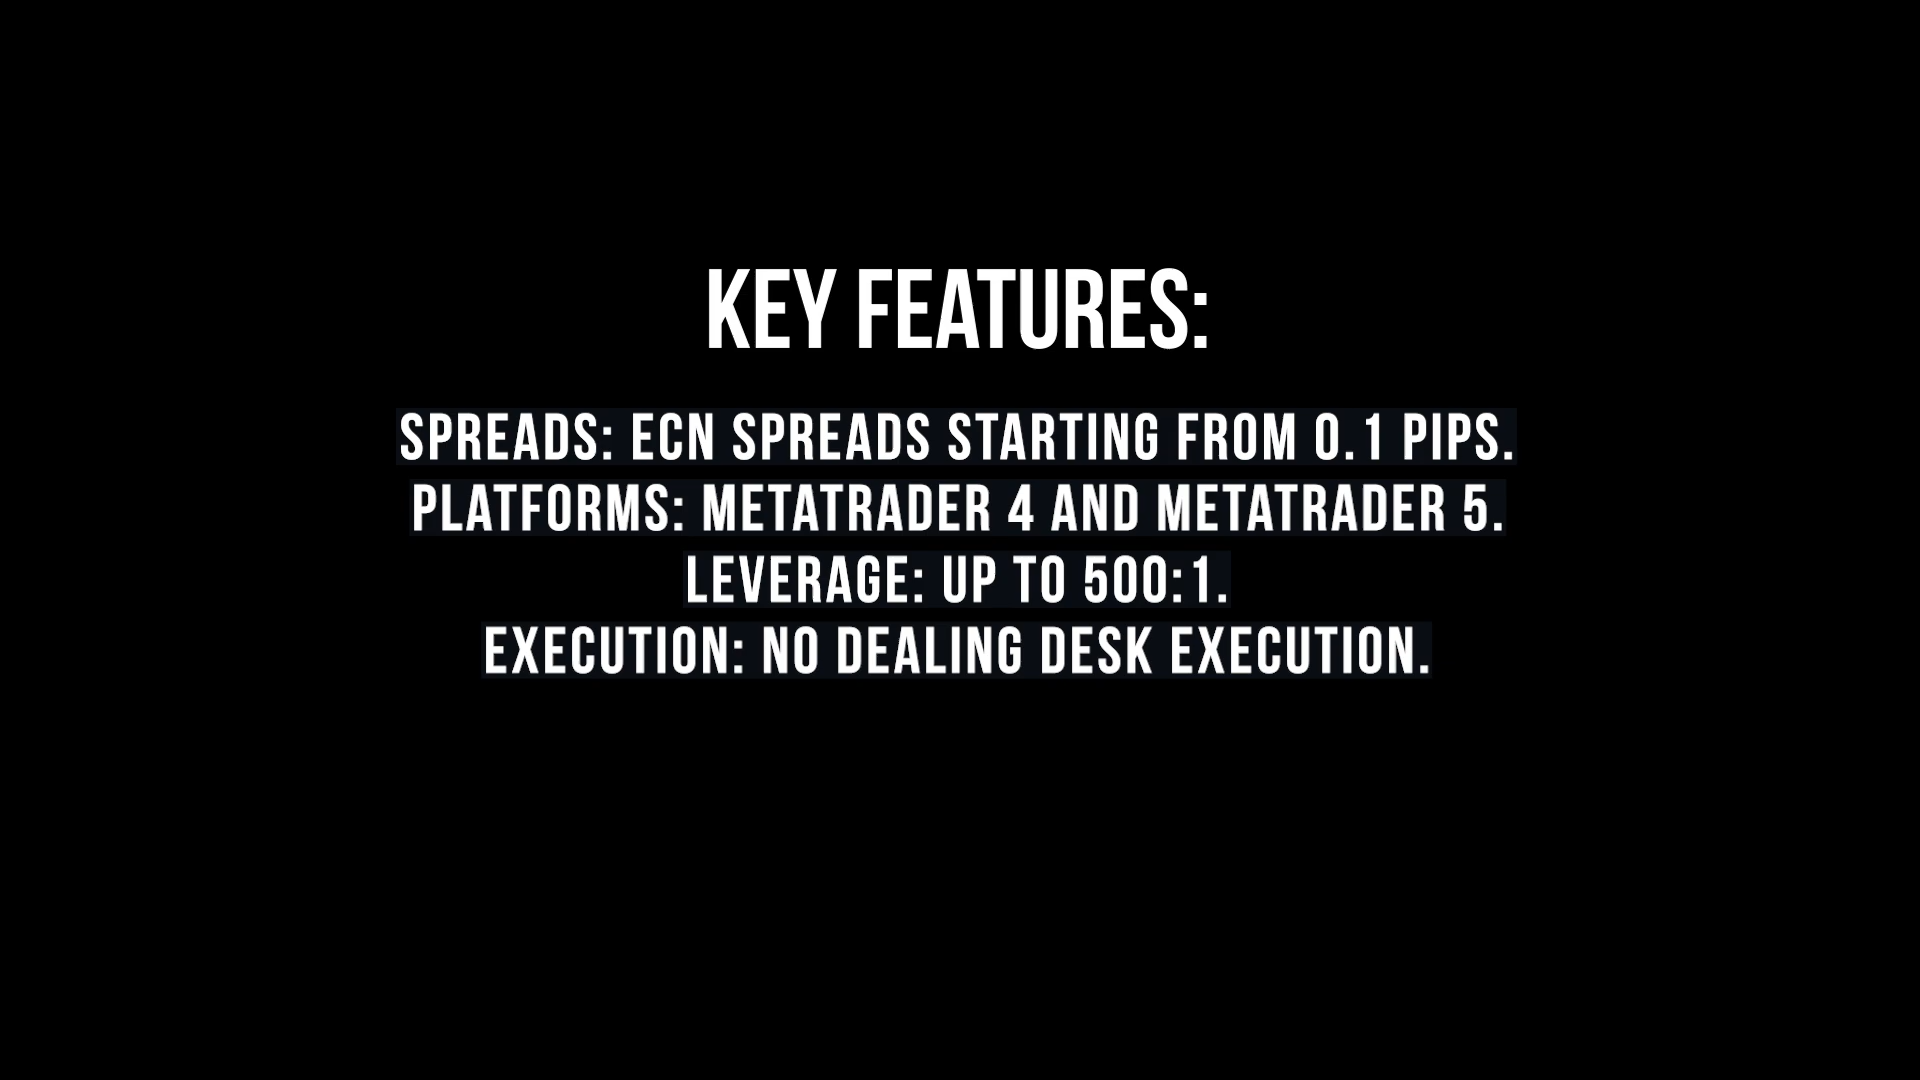 KEY FEATURES:
SPREADS: ECN SPREADS STARTING FROM 0.1 PIPS.
PLATFORMS: METATRADER 4 AND METATRADER 5.
LEVERAGE: UP TO 500:1.
EXECUTION: NO DEALING DESK EXECUTION.